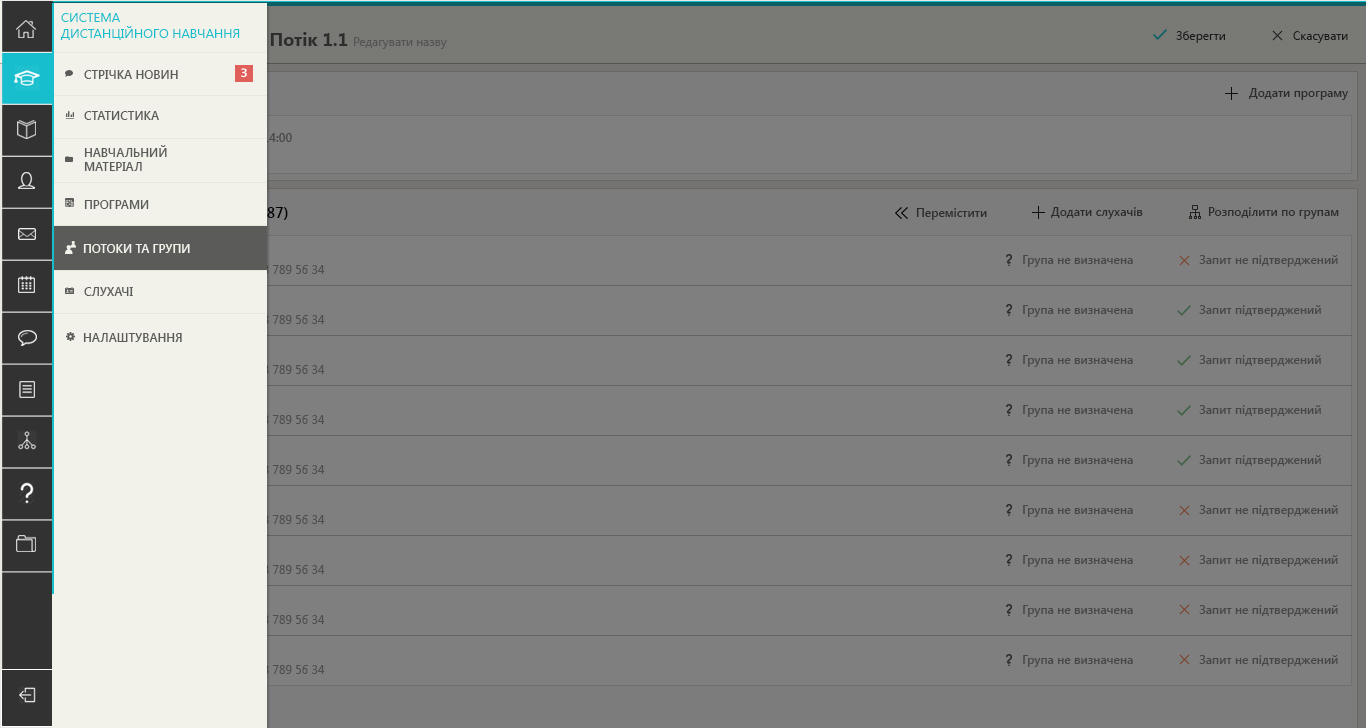 СИСТЕМА
ДИСТАНЦІЙНОГО НАВЧАННЯ
СТРІЧКА НОВИН 3
СТАТИСТИКА
НАВЧАЛЬНИЙ
МАТЕРІАЛ
ПРОГРАМИ
ПОТОКИ ТА ГРУПИ
СЛУХАЧІ
НАЛАШТУВАННЯ
Потік 1.1 Редагувати назву Зберегти Скасувати
Додати програму
4:00
87) Перемістити Додати слухачів Розподілити по групам
789 56 34 ? Група не визначена Запит не підтверджений
789 56 34 ? Група не визначена Запит підтверджений
789 56 34 ? Група не визначена Запит підтверджений
789 56 34 ? Група не визначена Запит підтверджений
789 56 34 ? Група не визначена Запит підтверджений
789 56 34 ? Група не визначена Запит не підтверджений
789 56 34 ? Група не визначена Запит не підтверджений
789 56 34 ? Група не визначена Запит не підтверджений
789 56 34 ? Група не визначена Запит не підтверджений